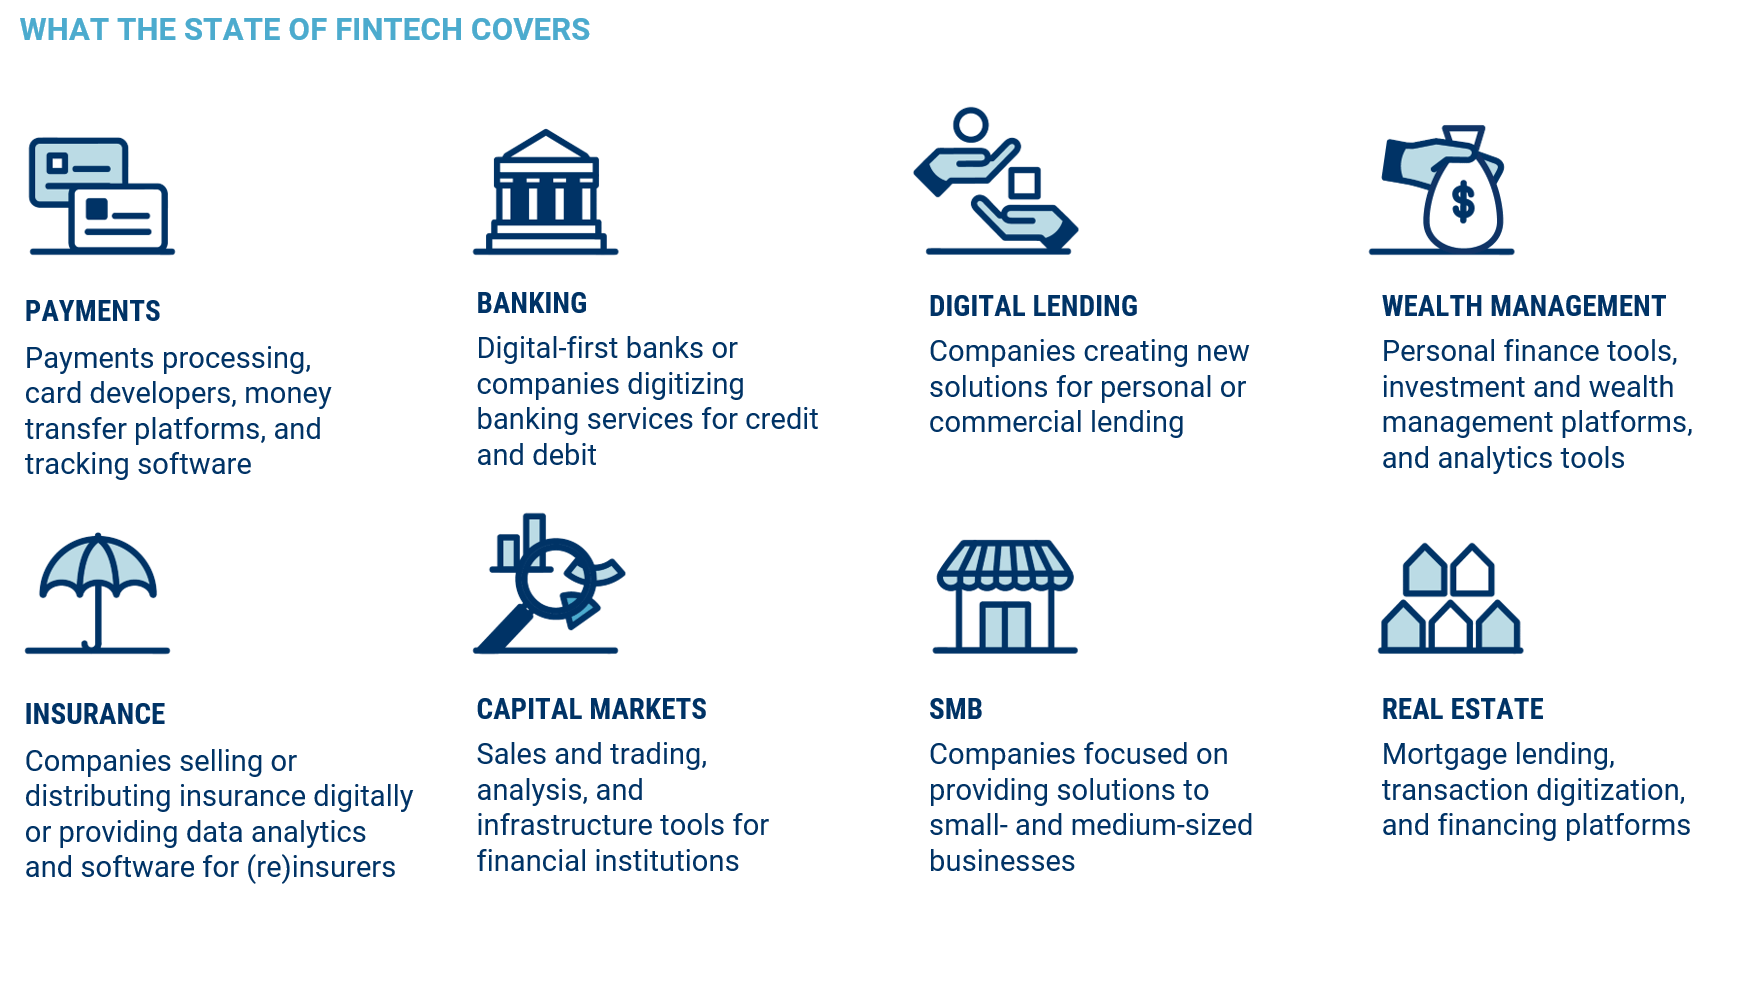 WHAT THE STATE OF FINTECH COVERS
PAYMENTS
Payments processing,
card developers, money
transfer platforms, and
tracking software
BANKING
Digital-first banks or
companies digitizing
banking services for credit
and debit
DIGITAL LENDING
Companies creating new
solutions for personal or
commercial lending
WEALTH MANAGEMENT
Personal finance tools,
investment and wealth
management platforms,
and analytics tools
$
INSURANCE
Companies selling or
distributing insurance digitally
or providing data analytics
and software for (re)insurers
CAPITAL MARKETS
Sales and trading,
analysis, and
infrastructure tools for
financial institutions
SMB
Companies focused on
providing solutions to
small- and medium-sized
businesses
REAL ESTATE
Mortgage lending,
transaction digitization,
and financing platforms